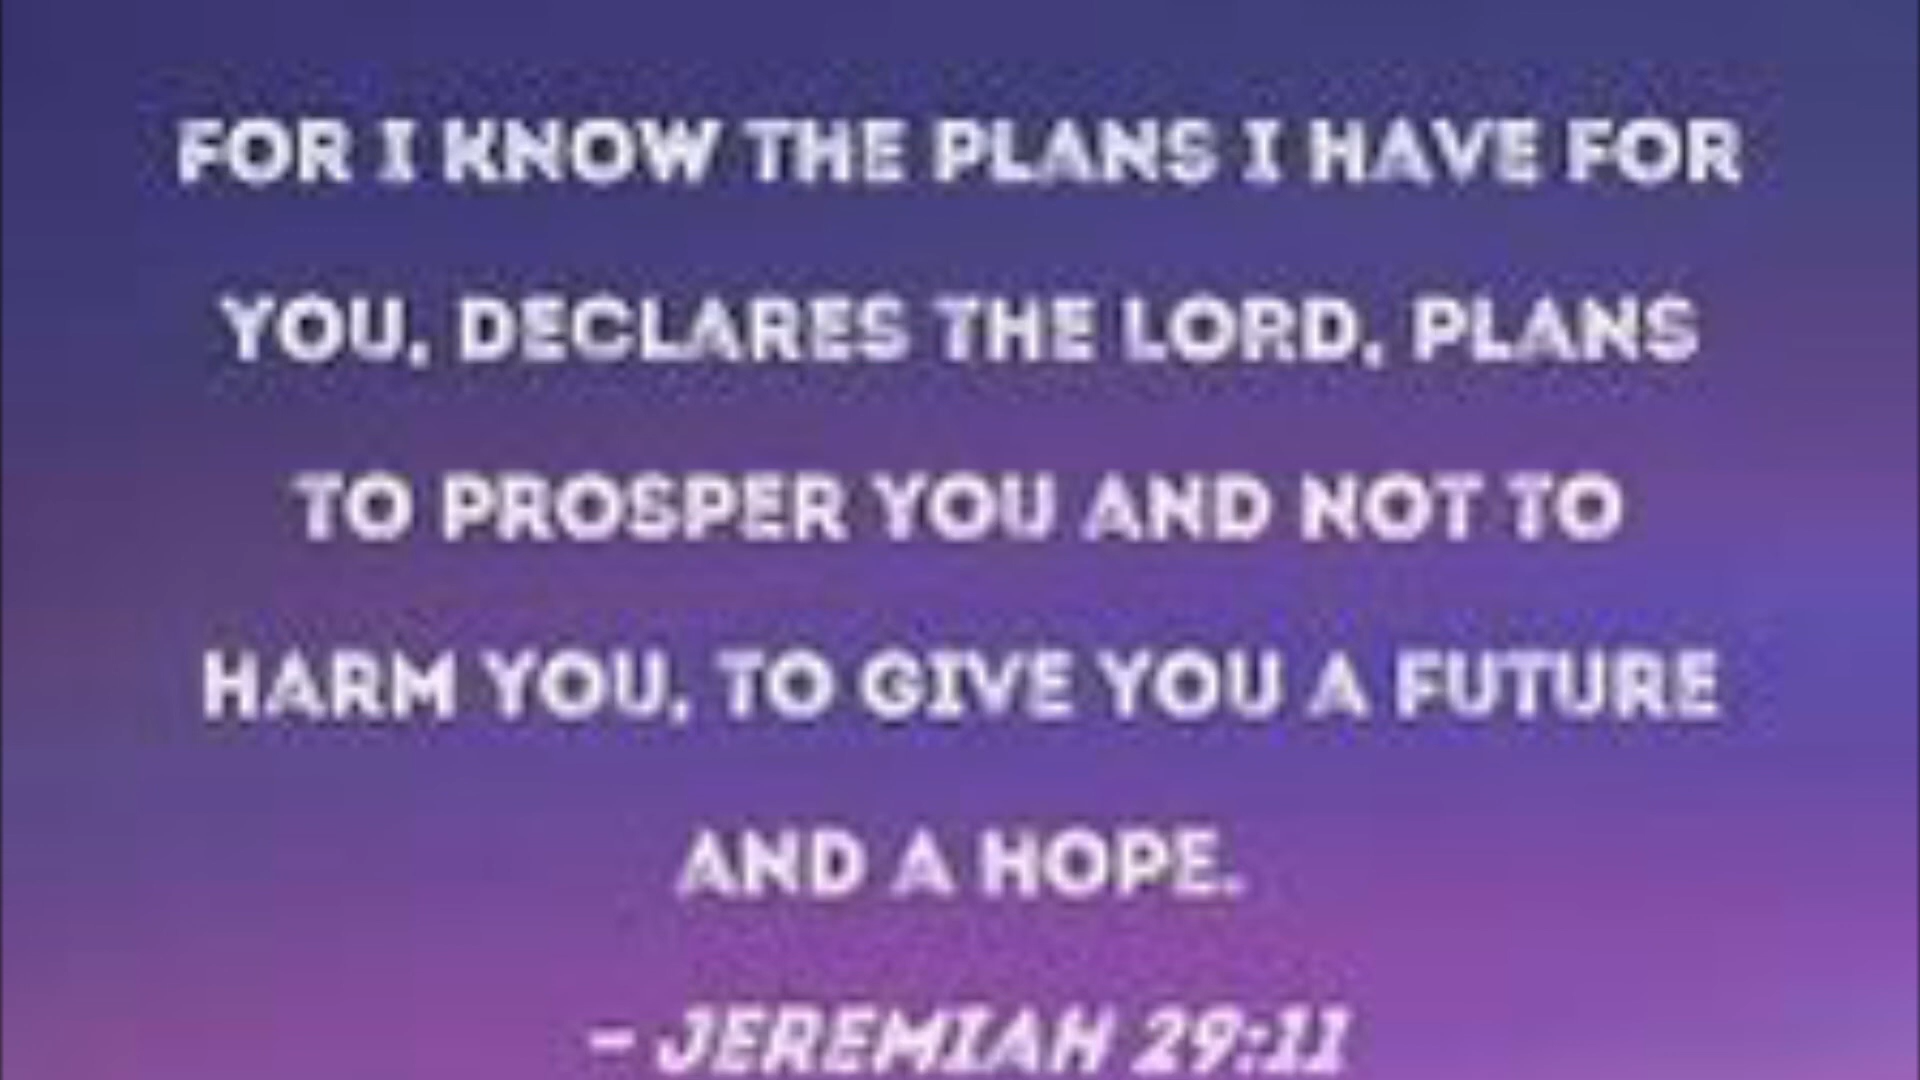 FOR I KNOW THE PLANS I HAVE FOR
YOU, DECLARES THE LORD, PLANS
TO PROSPER YOU AND NOT TO
HARM YOU, TO GIVE YOU A FUTURE
AND A HOPE.
– JEREMIAH 29:11